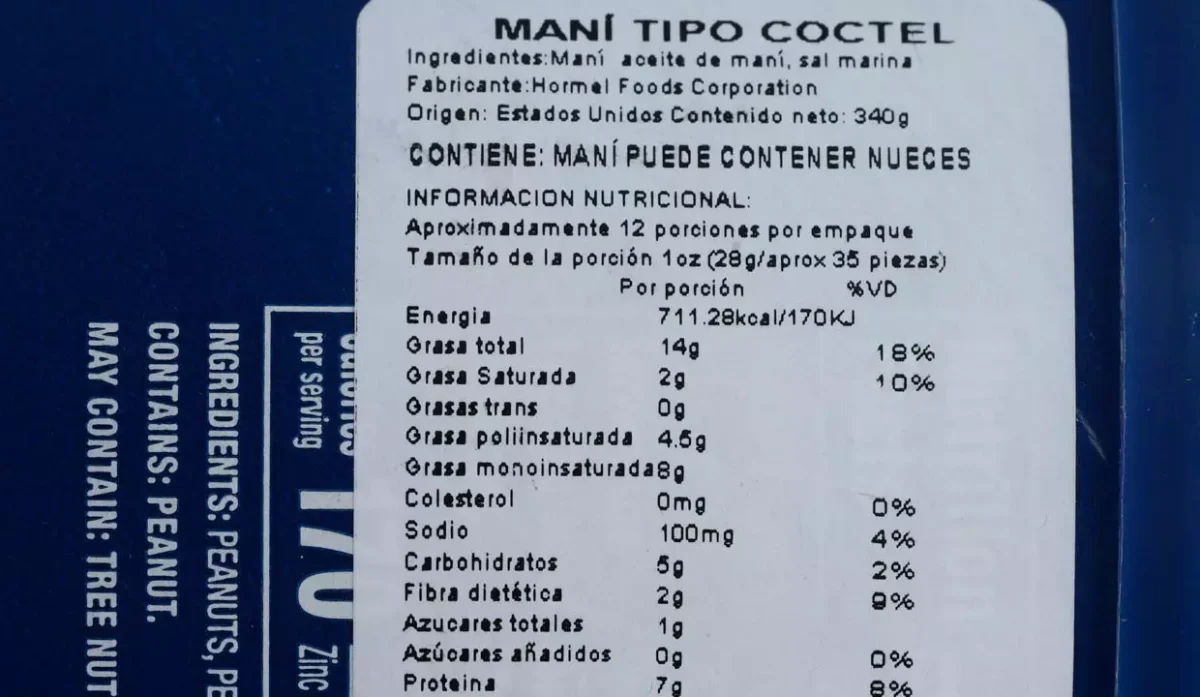 MANÍ TIPO COCTEL
Ingredientes:Maní aceite de maní, sal marina
Fabricante:Hormel Foods Corporation
Origen: Estados Unidos Contenido neto: 340g
CONTIENE: MANÍ PUEDE CONTENER NUECES
INFORMACION NUTRICIONAL:
Aproximadamente 12 porciones por empaque
Tamaño de la porción 1oz (28g/aprox 35 piezas)
Por porción %VD
Energia 711.28kcal/170KJ
Grasa total 14g 18%
Grasa Saturada 2g 10%
Grasas trans 0g
Grasa poliinsaturada 4.5g
Grasa monoinsaturada8g
Colesterol 0mg 0%
Sodio 100mg 4%
Carbohidratos 5g 2%
Fibra dietética 2g 9%
Azucares totales 1g
Azúcares añadidos 0g 0%
Proteina 7g 8%
per serving
170
Zinc
INGREDIENTS: PEANUTS, PE
CONTAINS: PEANUT.
MAY CONTAIN: TREE NUT